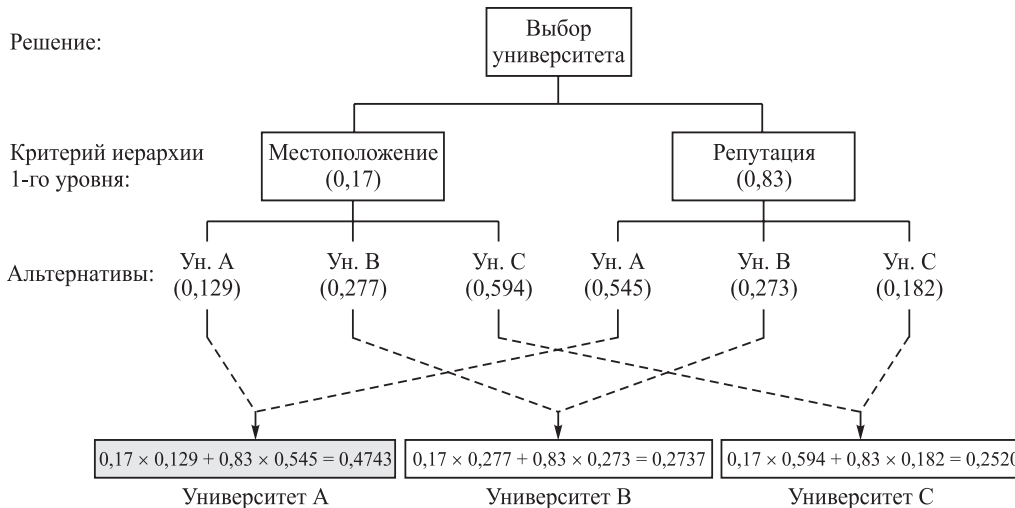 Решение:
Выбор
университета
Критерий иерархии
1-го уровня:
Местоположение
(0,17)
Репутация
(0,83)
Альтернативы:
Ун. А
(0,129)
Ун. В
(0,277)
Ун. С
(0,594)
Ун. А
(0,545)
Ун. В
(0,273)
Ун. С
(0,182)
0,17 × 0,129 + 0,83 × 0,545 = 0,4743
0,17 × 0,277 + 0,83 × 0,273 = 0,2737
0,17 × 0,594 + 0,83 × 0,182 = 0,2520
Университет А
Университет В
Университет С